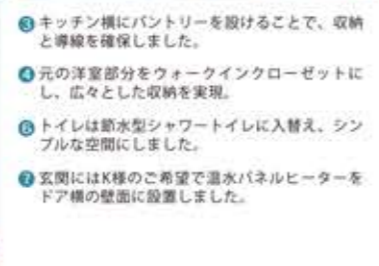 ❸キッチン横にパントリーを設けることで、収納
と導線を確保しました。
❹元の洋室部分をウォークインクローゼットに
し、広々とした収納を実現。
❻トイレは節水型シャワートイレに入替え、シン
プルな空間にしました。
❼玄関にはK様のご希望で温水パネルヒーターを
ドア横の壁面に設置しました。